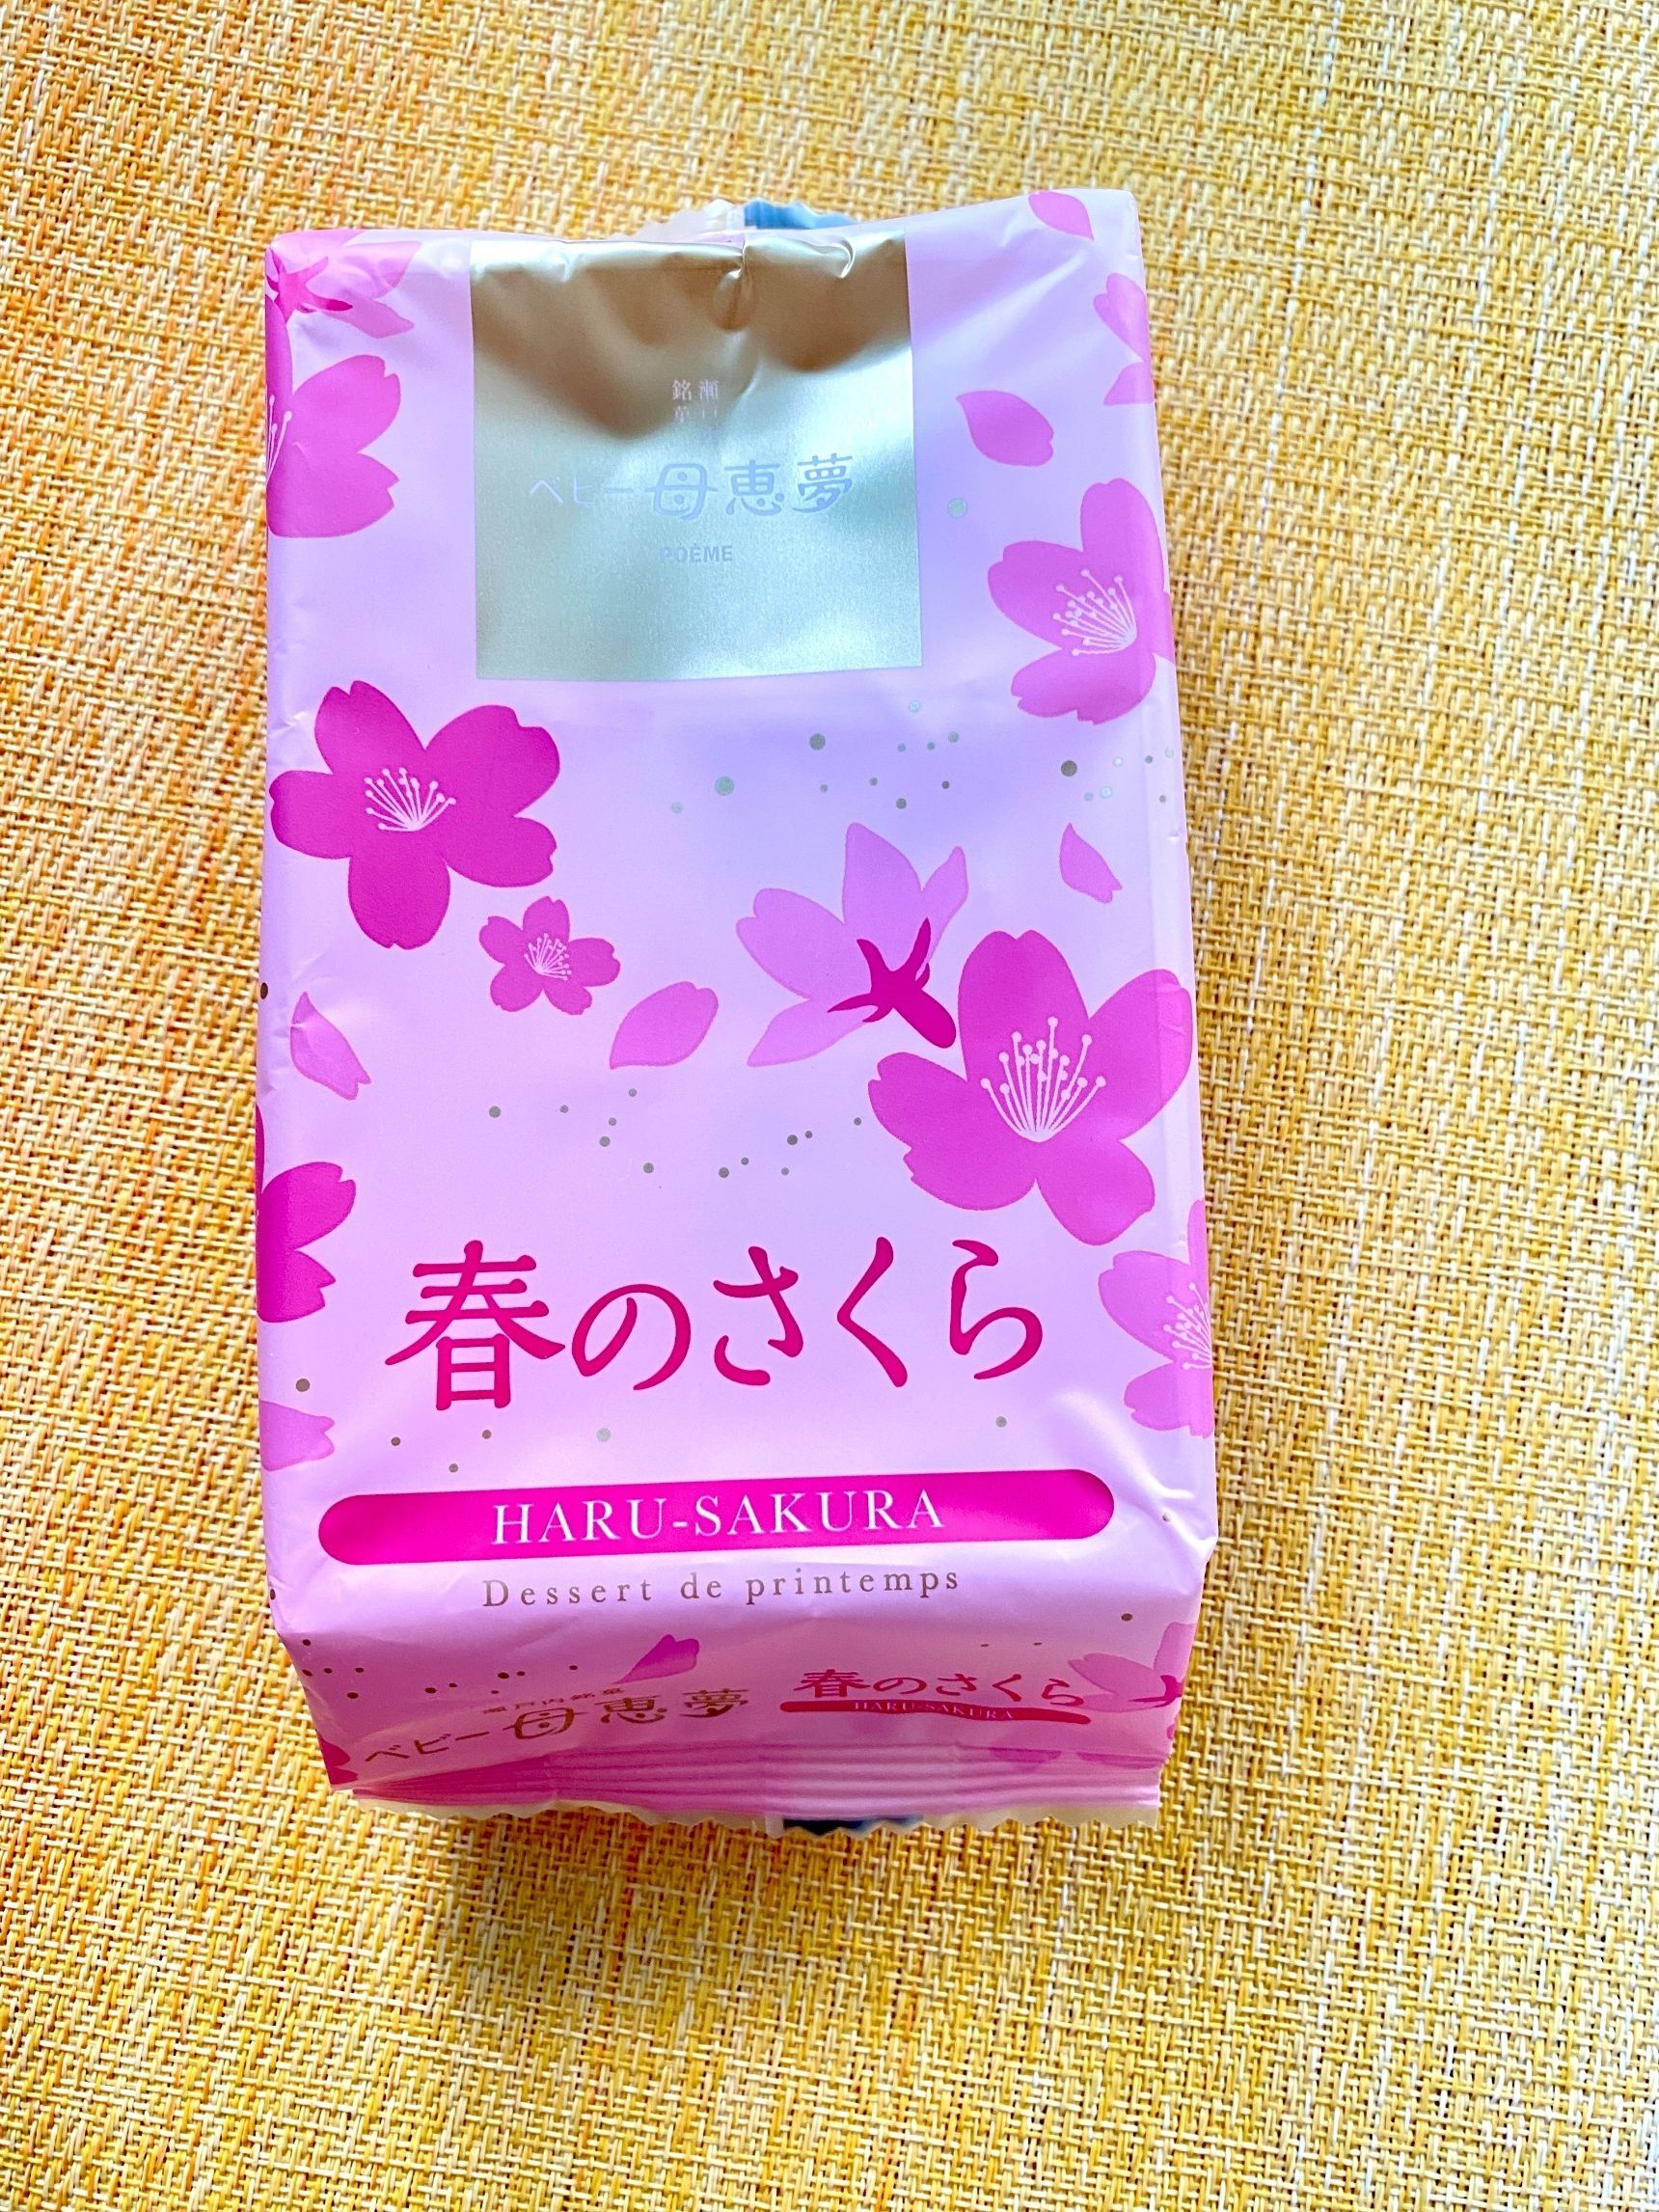 ベビー母恵夢
POÈME
春のさくら
HARU-SAKURA
Dessert de printemps
瀬戸内銘菓
ベビー母恵夢
春のさくら
HARU-SAKURA